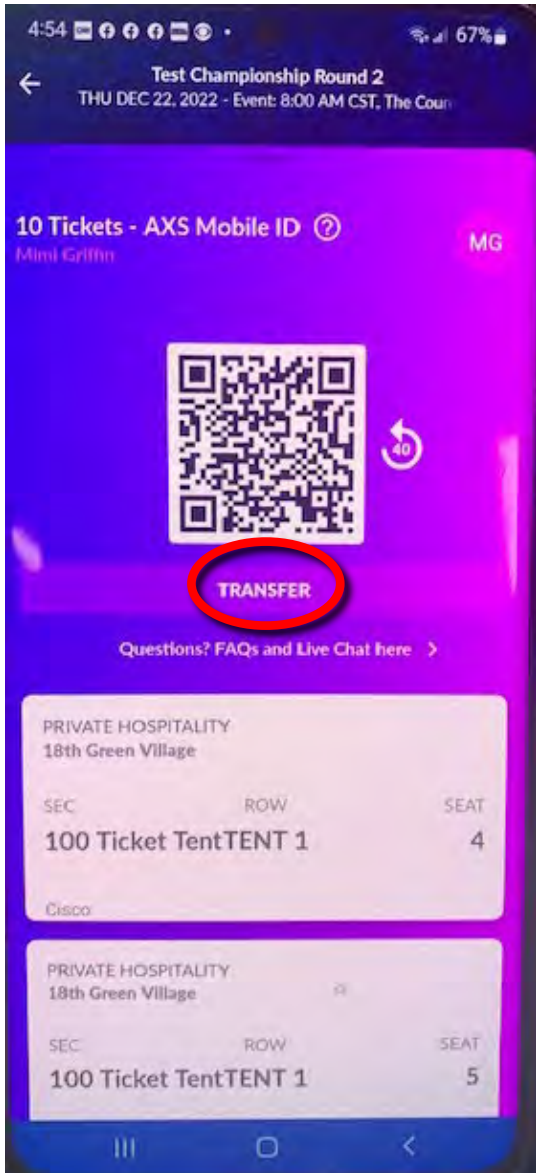 4:54
67%
Test Championship Round 2
THU DEC 22, 2022 - Event: 8:00 AM CST, The Coun
10 Tickets - AXS Mobile ID ?
Mimi Griffin
MG
40
TRANSFER
Questions? FAQs and Live Chat here >
PRIVATE HOSPITALITY
18th Green Village
SEC ROW SEAT
100 Ticket TentTENT 1 4
Cisco
PRIVATE HOSPITALITY
18th Green Village
SEC ROW SEAT
100 Ticket TentTENT 1 5